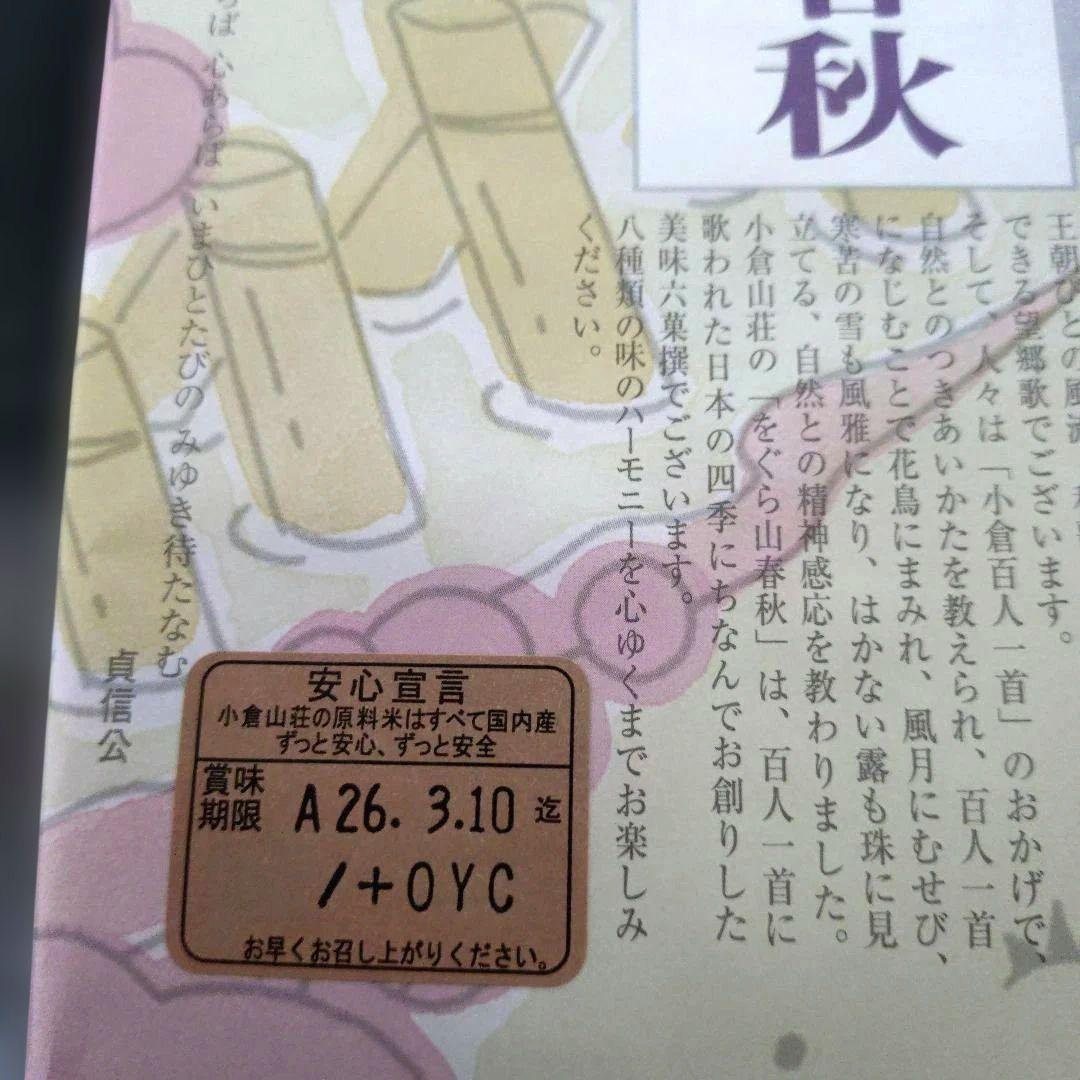 秋
王朝びとの風流
できる望郷歌でございます。
そして、人々は「小倉百人一首」のおかげで、
自然とのつきあいかたを教えられ、百人一首
になじむことで花鳥にまみれ、風月にむせび、
寒苦の雪も風雅になり、はかない露も珠に見
立てる、自然との精神感応を教わりました。
小倉山荘の「をぐら山春秋」は、百人一首に
歌われた日本の四季にちなんでお創りした
美味六菓撰でございます。
八種類の味のハーモニーを心ゆくまでお楽しみ
ください。
らば 心あらば いまひとたびの みゆき待たなむ
貞信公
安心宣言
小倉山荘の原料米はすべて国内産
ずっと安心、ずっと安全
賞味期限 A 26. 3.10 迄
/+OYC
お早くお召し上がりください。